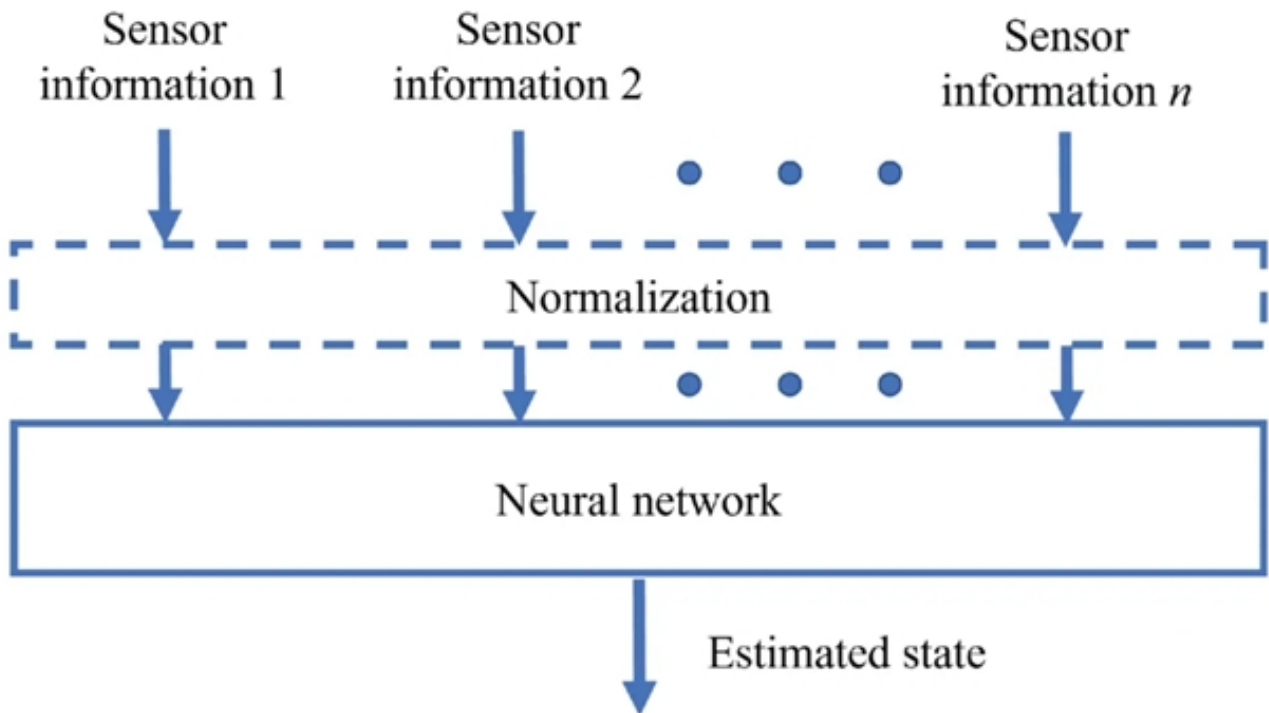 Sensor
information 1
Sensor
information 2
Sensor
information n
Normalization
Neural network
Estimated state